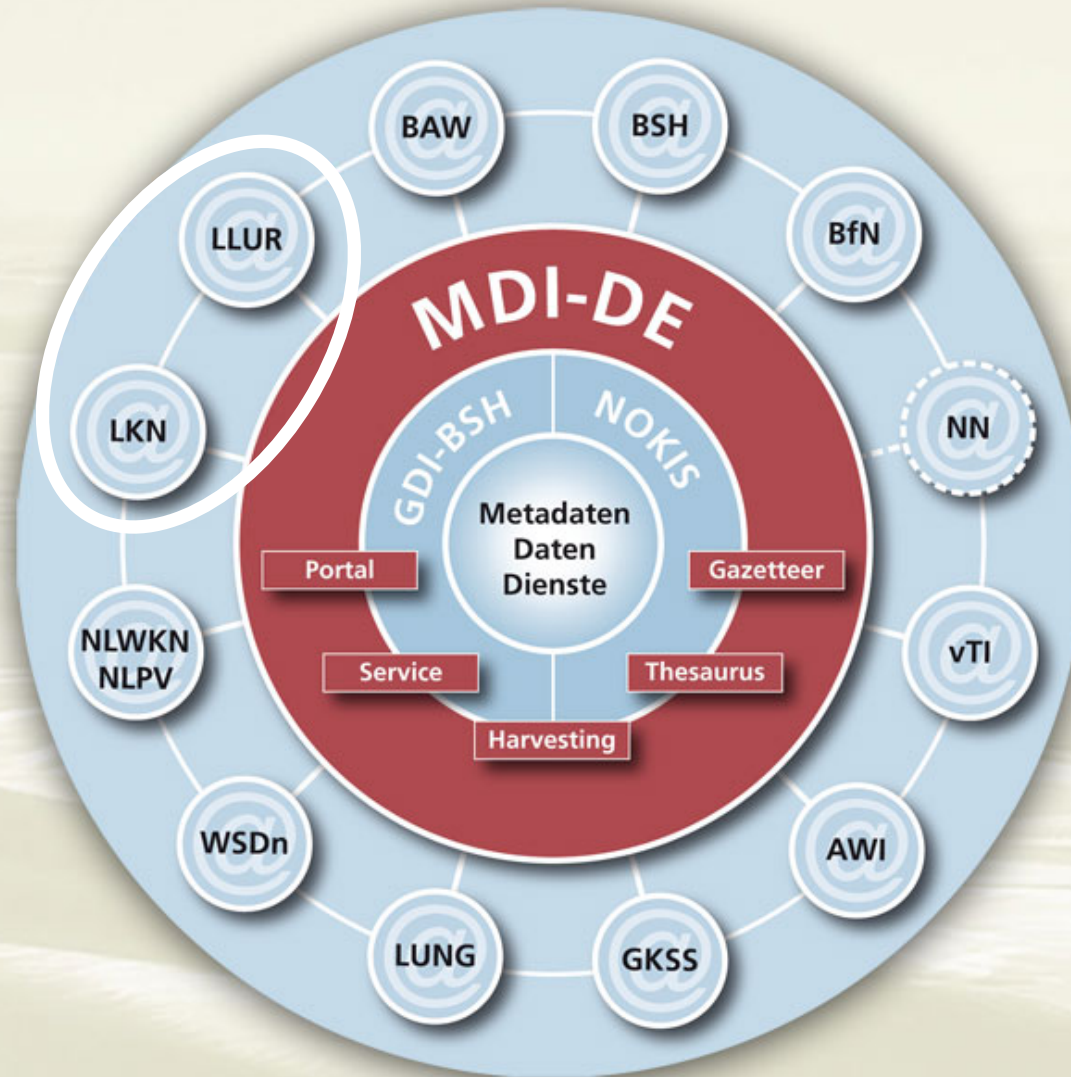 BAW
BSH
LLUR
BfN
MDI-DE
LKN
NN
GDI-BSH
NOKIS
Metadaten
Daten
Dienste
Portal
Gazetteer
NLWKN
NLPV
Service
Thesaurus
vTI
Harvesting
WSDn
AWI
LUNG
GKSS